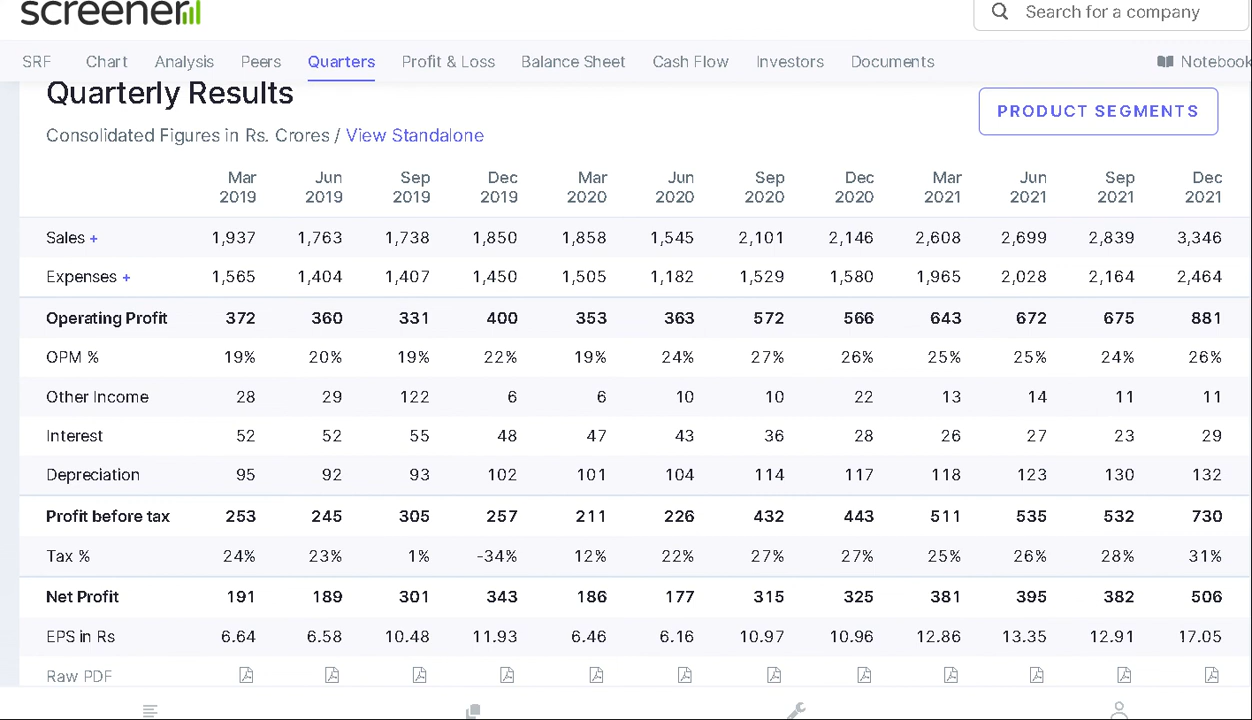 screener
Search for a company
SRF Chart Analysis Peers Quarters Profit & Loss Balance Sheet Cash Flow Investors Documents Notebook
Quarterly Results
PRODUCT SEGMENTS
Consolidated Figures in Rs. Crores / View Standalone
Mar 2019 Jun 2019 Sep 2019 Dec 2019 Mar 2020 Jun 2020 Sep 2020 Dec 2020 Mar 2021 Jun 2021 Sep 2021 Dec 2021
Sales + 1,937 1,763 1,738 1,850 1,858 1,545 2,101 2,146 2,608 2,699 2,839 3,346
Expenses + 1,565 1,404 1,407 1,450 1,505 1,182 1,529 1,580 1,965 2,028 2,164 2,464
Operating Profit 372 360 331 400 353 363 572 566 643 672 675 881
OPM % 19% 20% 19% 22% 19% 24% 27% 26% 25% 25% 24% 26%
Other Income 28 29 122 6 6 10 10 22 13 14 11 11
Interest 52 52 55 48 47 43 36 28 26 27 23 29
Depreciation 95 92 93 102 101 104 114 117 118 123 130 132
Profit before tax 253 245 305 257 211 226 432 443 511 535 532 730
Tax % 24% 23% 1% -34% 12% 22% 27% 27% 25% 26% 28% 31%
Net Profit 191 189 301 343 186 177 315 325 381 395 382 506
EPS in Rs 6.64 6.58 10.48 11.93 6.46 6.16 10.97 10.96 12.86 13.35 12.91 17.05
Raw PDF